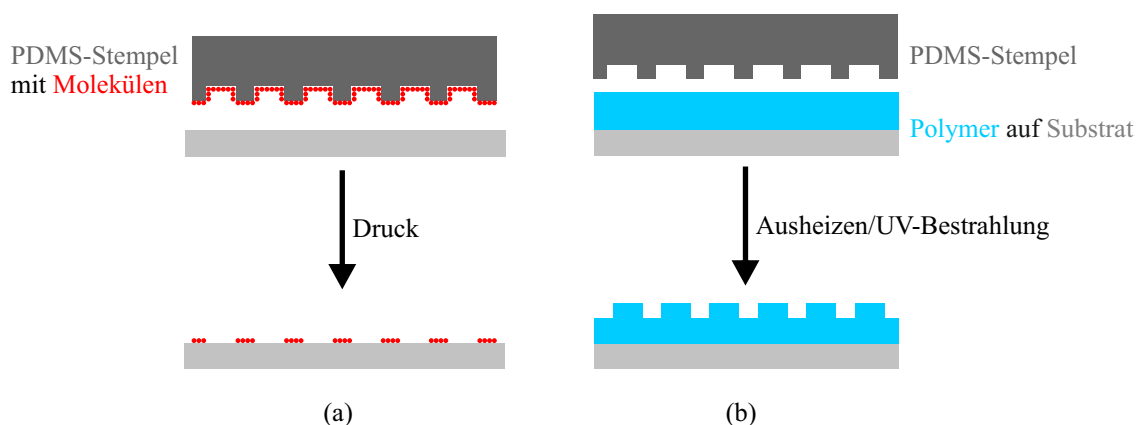 PDMS-Stempel
mit Molekülen
Druck
(a)
PDMS-Stempel
Polymer auf Substrat
Ausheizen/UV-Bestrahlung
(b)